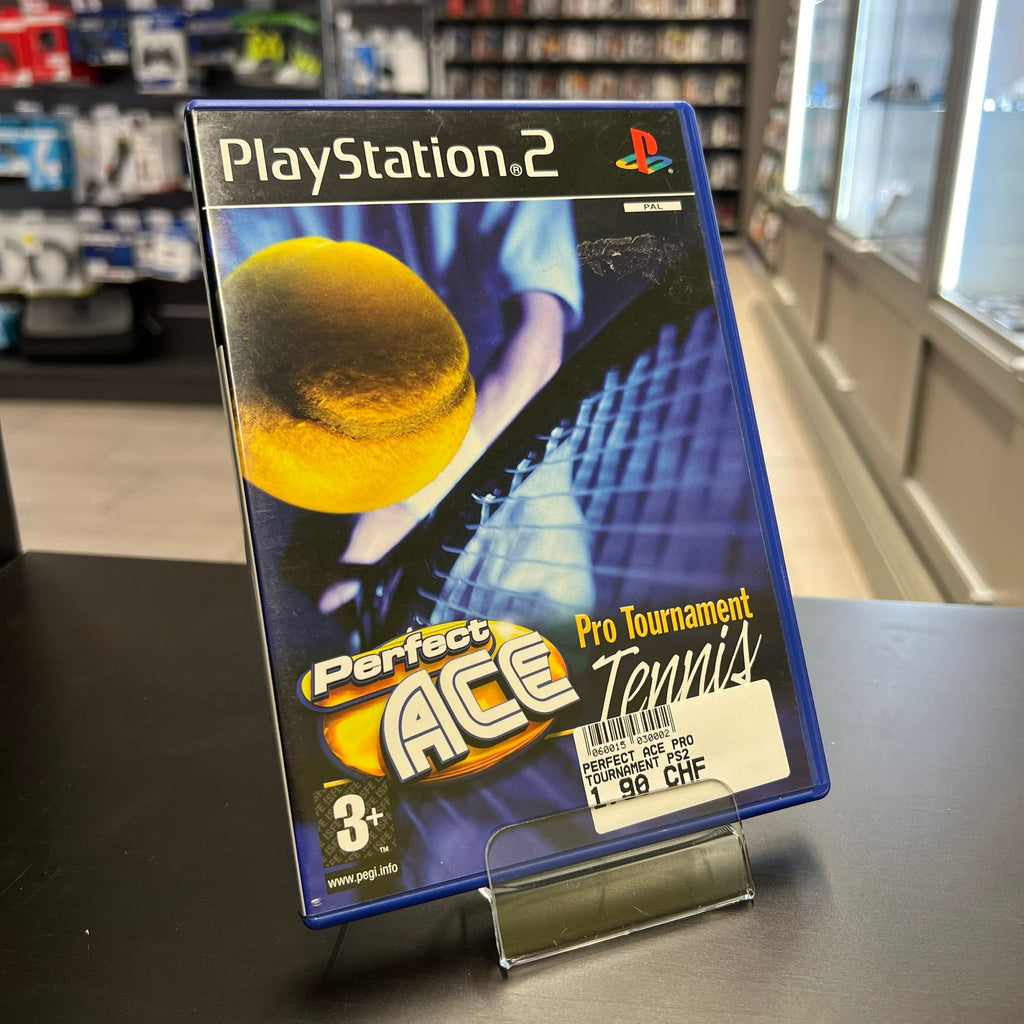 PlayStation®2
PAL
Perfect
ACE
Pro Tournament
Tennis
060015 030002
PERFECT ACE PRO
TOURNAMENT PS2
1.90 CHF
3+
TM
www.pegi.info